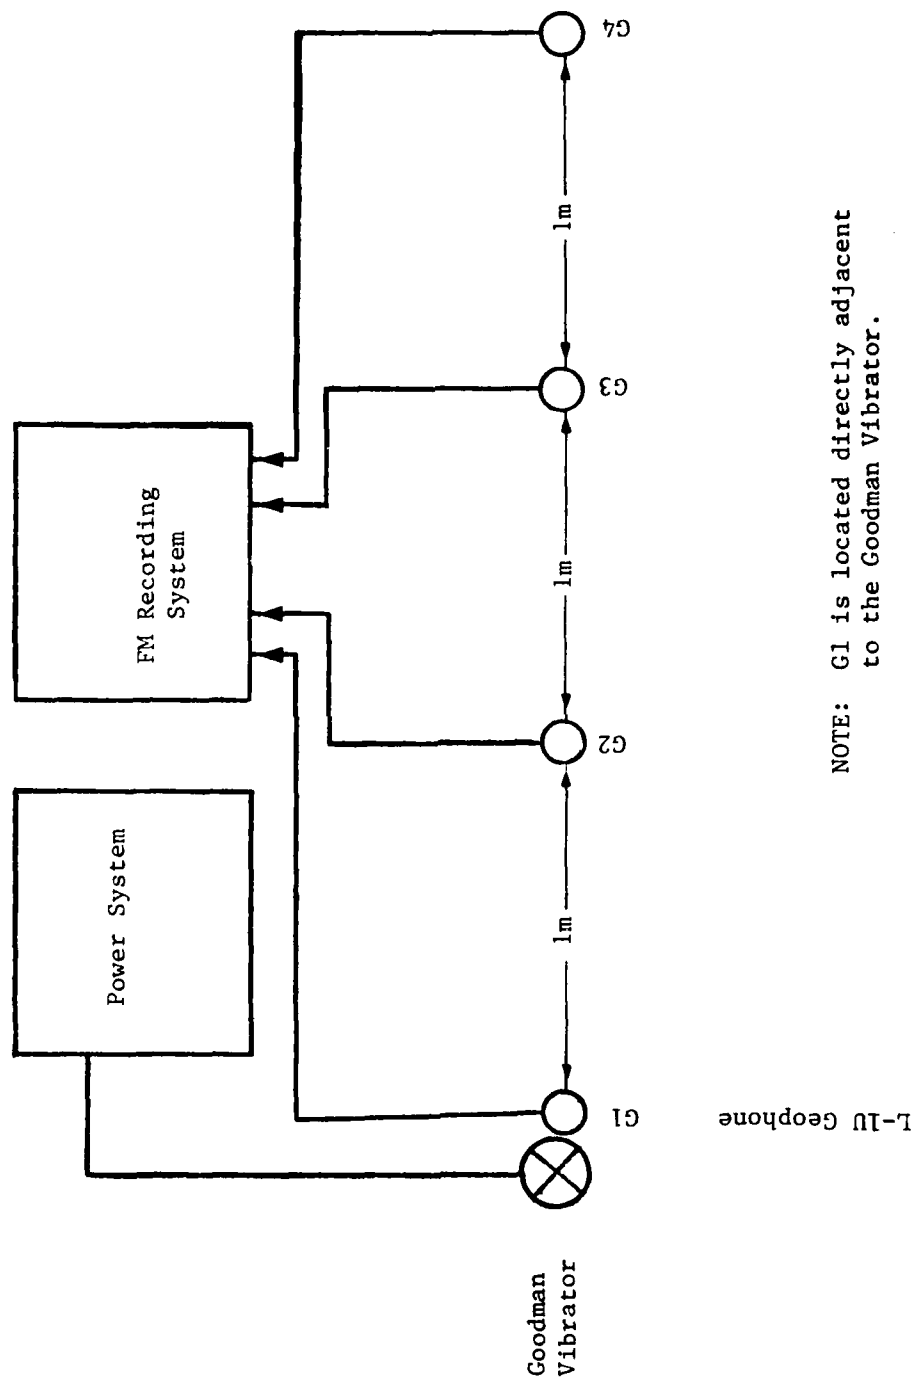 Power System
FM Recording
System
Goodman
Vibrator
1m
1m
1m
G1
G2
G3
G4
L-1U Geophone
NOTE: G1 is located directly adjacent
to the Goodman Vibrator.